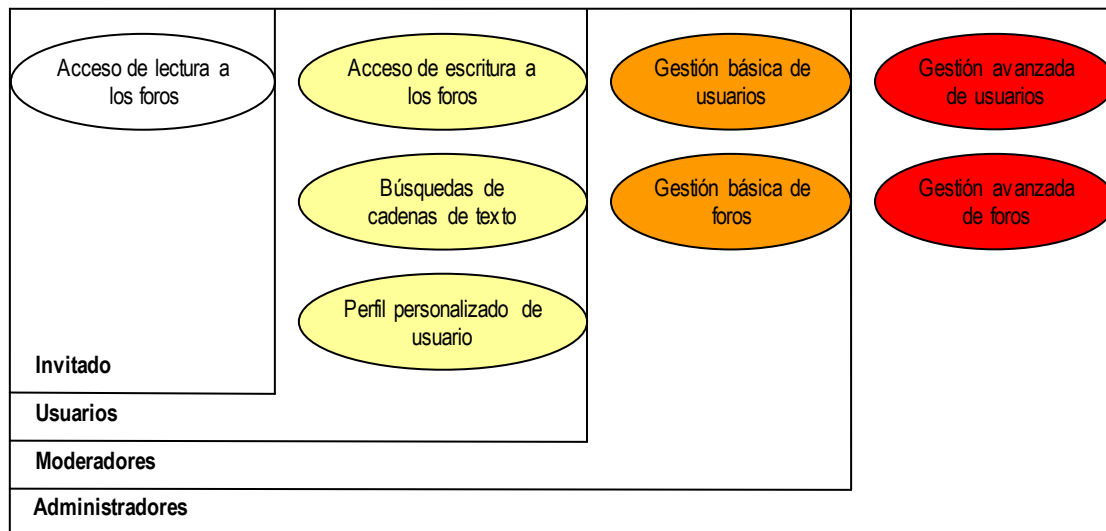 Acceso de lectura a
los foros
Acceso de escritura a
los foros
Gestión básica de
usuarios
Gestión avanzada
de usuarios
Búsquedas de
cadenas de texto
Gestión básica de
foros
Gestión avanzada
de foros
Perfil personalizado de
usuario
Invitado
Usuarios
Moderadores
Administradores